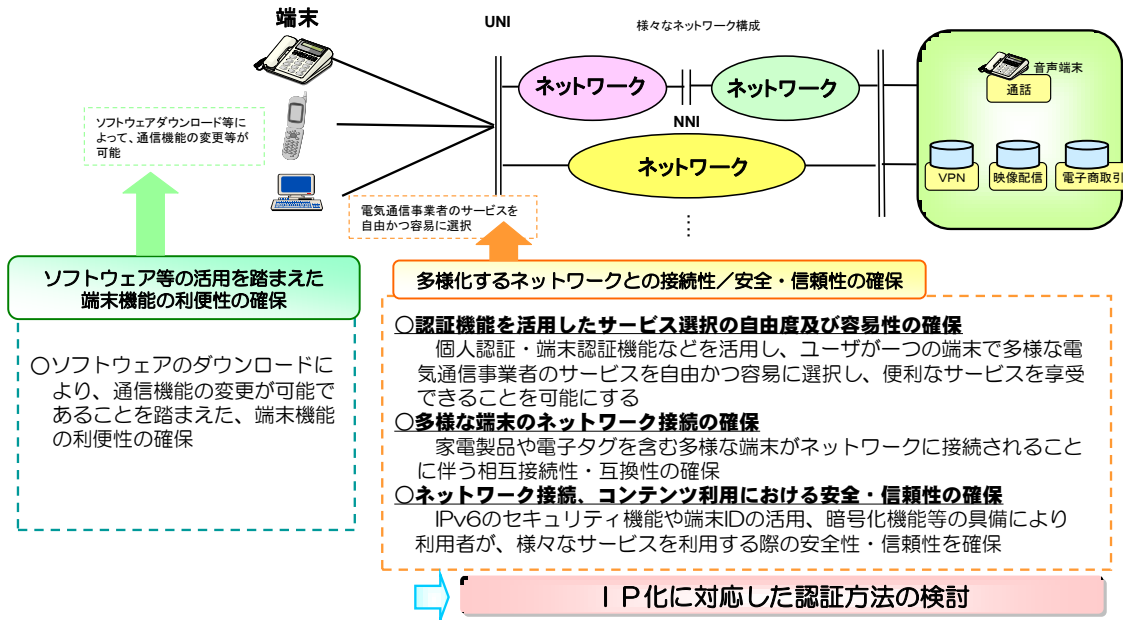 端末
UNI
様々なネットワーク構成
ネットワーク
ネットワーク
NNI
ネットワーク
⋮
音声端末
通話
VPN
映像配信
電子商取引
ソフトウェアダウンロード等に
よって、通信機能の変更等が
可能
電気通信事業者のサービスを
自由かつ容易に選択
ソフトウェア等の活用を踏まえた
端末機能の利便性の確保
○ソフトウェアのダウンロードに
より、通信機能の変更が可能で
あることを踏まえた、端末機能
の利便性の確保
多様化するネットワークとの接続性/安全・信頼性の確保
○認証機能を活用したサービス選択の自由度及び容易性の確保
個人認証・端末認証機能などを活用し、ユーザが一つの端末で多様な電
気通信事業者のサービスを自由かつ容易に選択し、便利なサービスを享受
できることを可能にする
○多様な端末のネットワーク接続の確保
家電製品や電子タグを含む多様な端末がネットワークに接続されること
に伴う相互接続性・互換性の確保
○ネットワーク接続、コンテンツ利用における安全・信頼性の確保
IPv6のセキュリティ機能や端末IDの活用、暗号化機能等の具備により
利用者が、様々なサービスを利用する際の安全性・信頼性を確保
IP化に対応した認証方法の検討